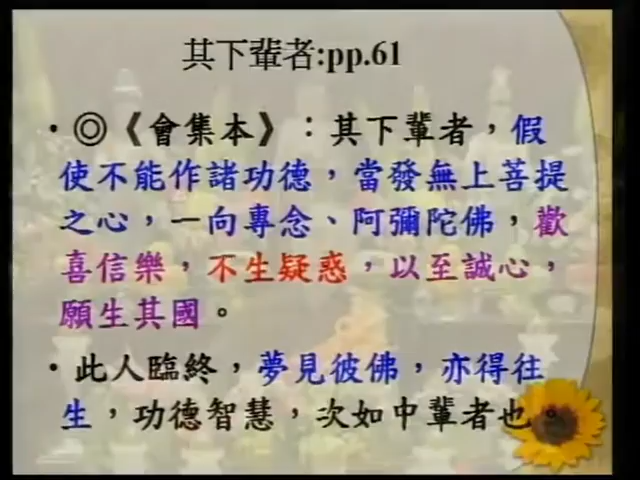 其下輩者:pp.61
•◎《會集本》：其下輩者，假
使不能作諸功德，當發無上菩提
之心，一向專念、阿彌陀佛，歡
喜信樂，不生疑惑，以至誠心，
願生其國。
•此人臨終，夢見彼佛，亦得往
生，功德智慧，次如中輩者也。